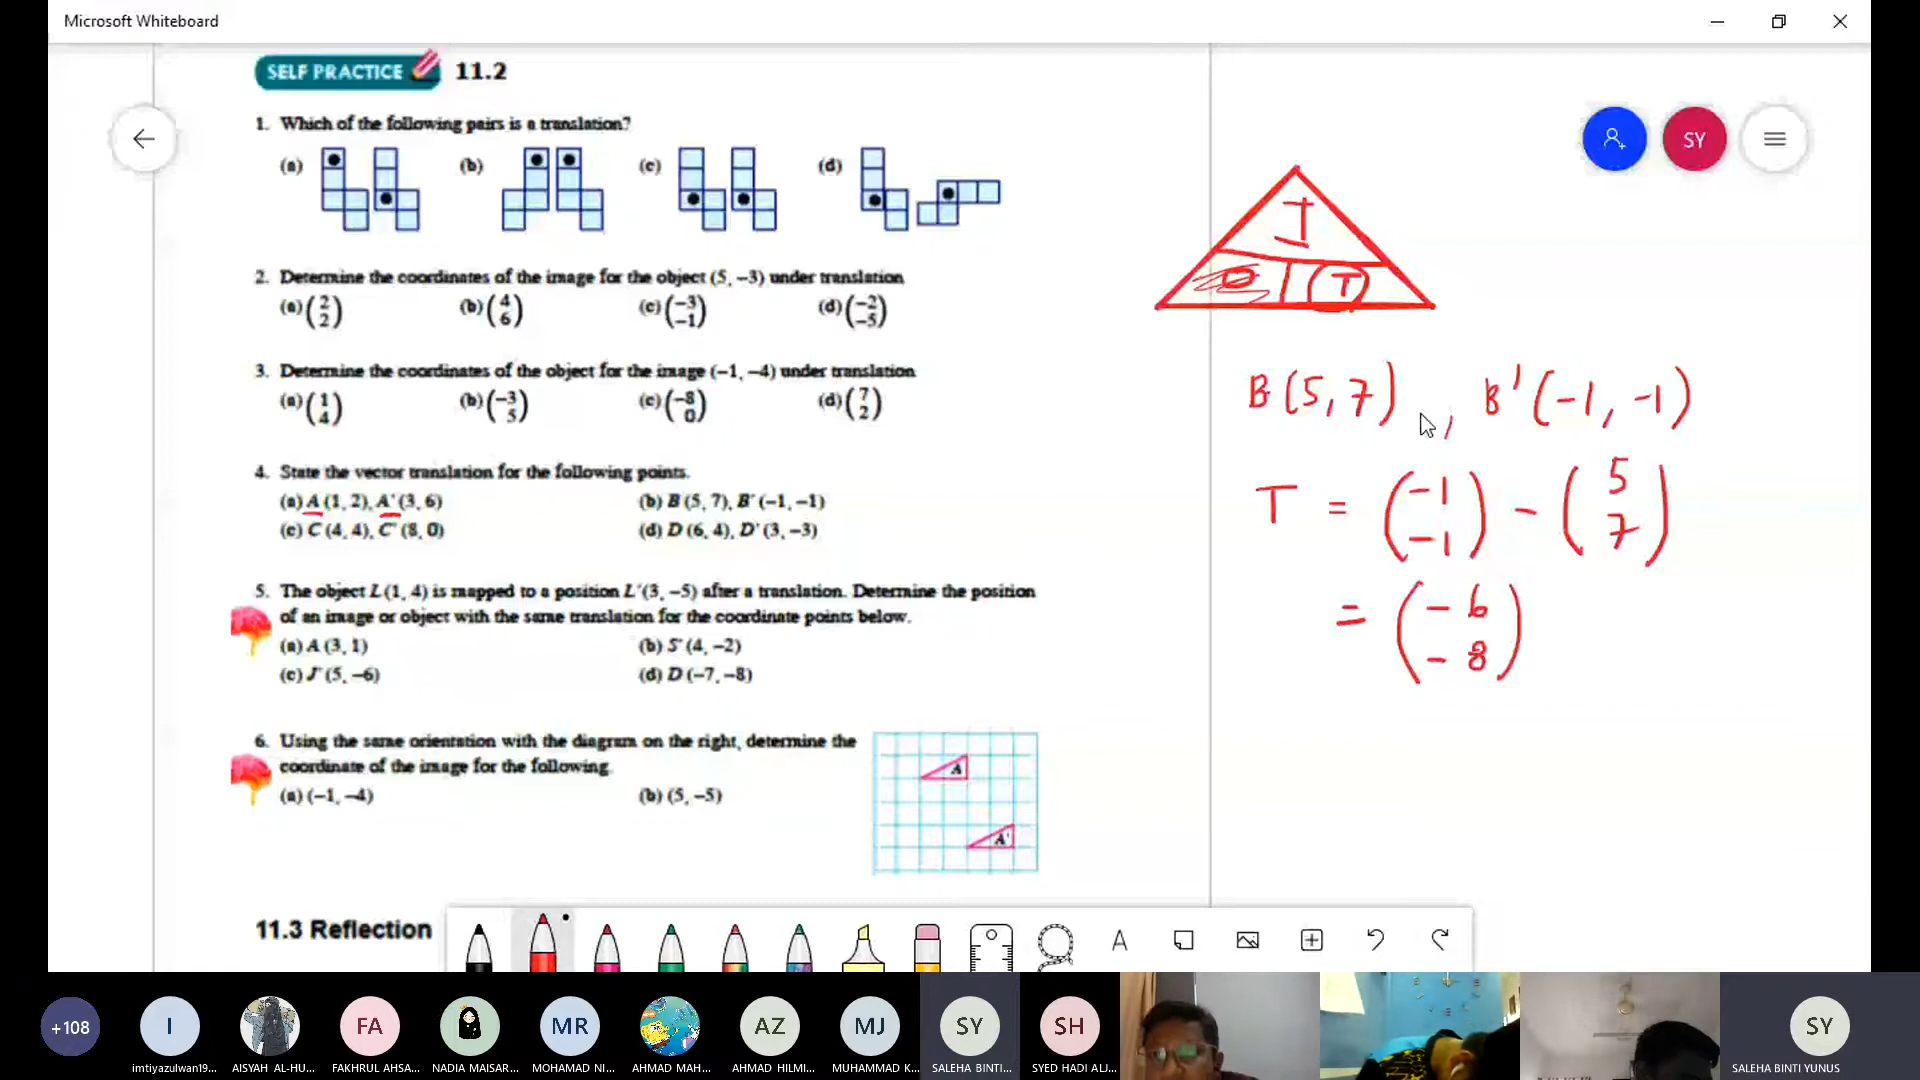 Microsoft Whiteboard
SELF PRACTICE 11.2
1. Which of the following pairs is a translation?
(a) (b) (c) (d)
2. Determine the coordinates of the image for the object (5, −3) under translation
(a) (2 2) (b) (4 6) (c) (−3 −1) (d) (−2 −5)
3. Determine the coordinates of the object for the image (−1, −4) under translation
(a) (1 4) (b) (−3 5) (c) (−8 0) (d) (7 2)
4. State the vector translation for the following points.
(a) A (1, 2), A' (3, 6) (b) B (5, 7), B' (−1, −1)
(c) C (4, 4), C' (8, 0) (d) D (6, 4), D' (3, −3)
5. The object L (1, 4) is mapped to a position L' (3, −5) after a translation. Determine the position
of an image or object with the same translation for the coordinate points below.
(a) A (3, 1) (b) S' (4, −2)
(c) J' (5, −6) (d) D (−7, −8)
6. Using the same orientation with the diagram on the right, determine the
coordinate of the image for the following.
(a) (−1, −4) (b) (5, −5)
A
A'
11.3 Reflection
SY
I
O T
B (5, 7) , B' (-1, -1)
T = (-1 -1) - (5 7)
= (-6 -8)
A
+108 I FA MR AZ MJ SY SH SY
imtiyazulwan19... AISYAH AL-HU... FAKHRUL AHSA... NADIA MAISAR... MOHAMAD NI... AHMAD MAH... AHMAD HILMI... MUHAMMAD K... SALEHA BINTI... SYED HADI ALJ... SALEHA BINTI YUNUS